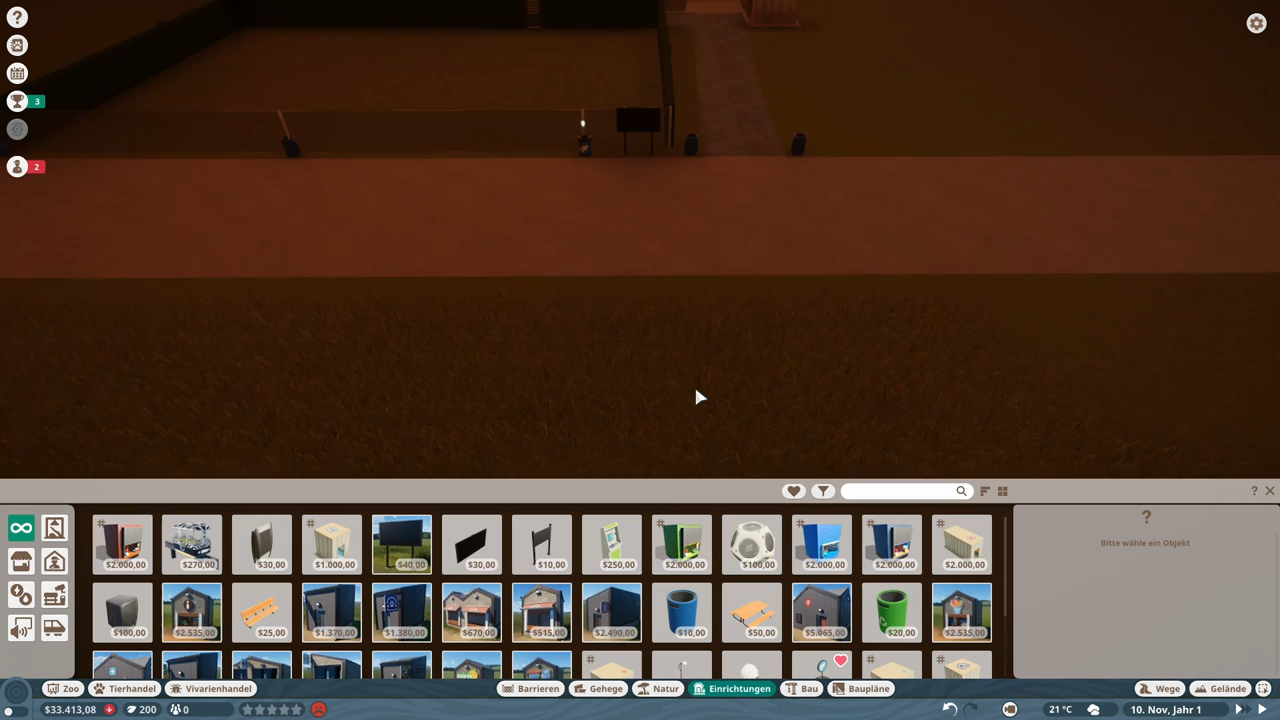 ?
3
2
?
$2.000,00 $270,00 $30,00 $1.000,00 $40,00 $30,00 $10,00 $250,00 $2.000,00 $100,00 $2.000,00 $2.000,00 $2.000,00
?
Bitte wähle ein Objekt
$100,00 $2.535,00 $25,00 $1.370,00 $1.380,00 $670,00 $515,00 $2.490,00 $10,00 $50,00 $5.065,00 $20,00 $2.535,00
Zoo Tierhandel Vivarienhandel Barrieren Gehege Natur Einrichtungen Bau Baupläne Wege Gelände
$33.413,08 200 0 21 °C 10. Nov, Jahr 1